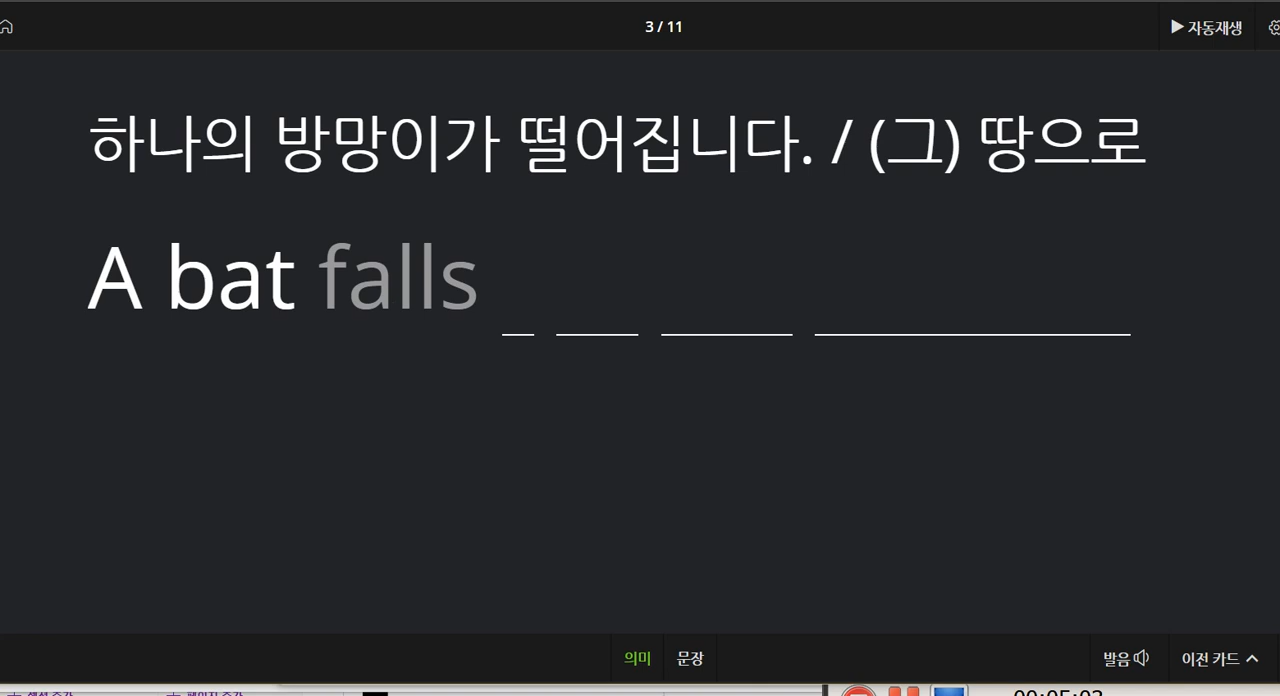 3 / 11
▶ 자동재생
하나의 방망이가 떨어집니다. / (그) 땅으로
A bat falls _ _ _ _
의미
문장
발음
이전 카드